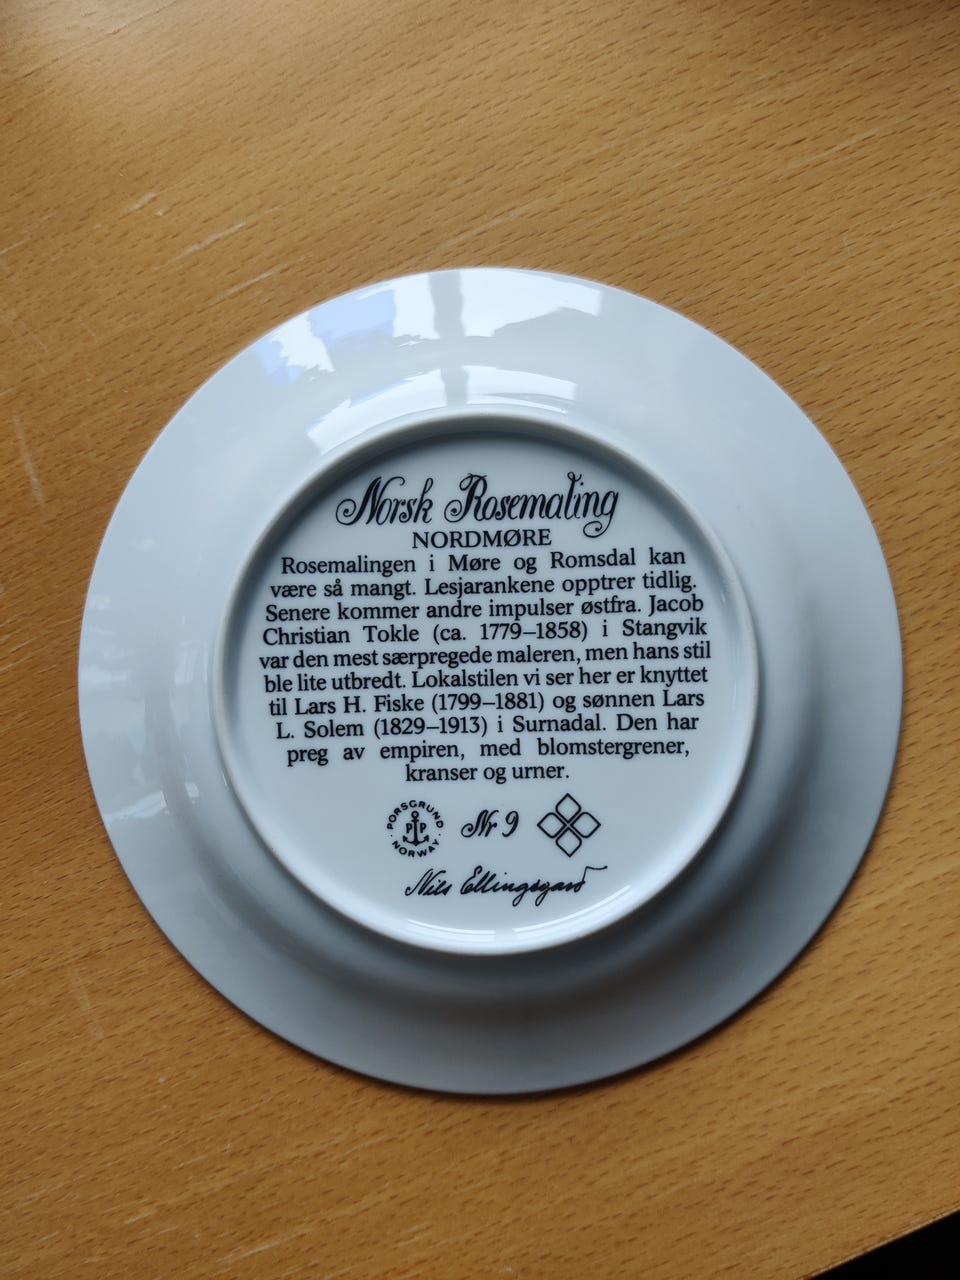 Norsk Rosemaling
NORDMØRE
Rosemalingen i Møre og Romsdal kan
være så mangt. Lesjarankene opptrer tidlig.
Senere kommer andre impulser østfra. Jacob
Christian Tokle (ca. 1779–1858) i Stangvik
var den mest særpregede maleren, men hans stil
ble lite utbredt. Lokalstilen vi ser her er knyttet
til Lars H. Fiske (1799–1881) og sønnen Lars
L. Solem (1829–1913) i Surnadal. Den har
preg av empiren, med blomstergrener,
kranser og urner.
PORSGRUND
PP
NORWAY
Nr 9
Nils Ellingsgard